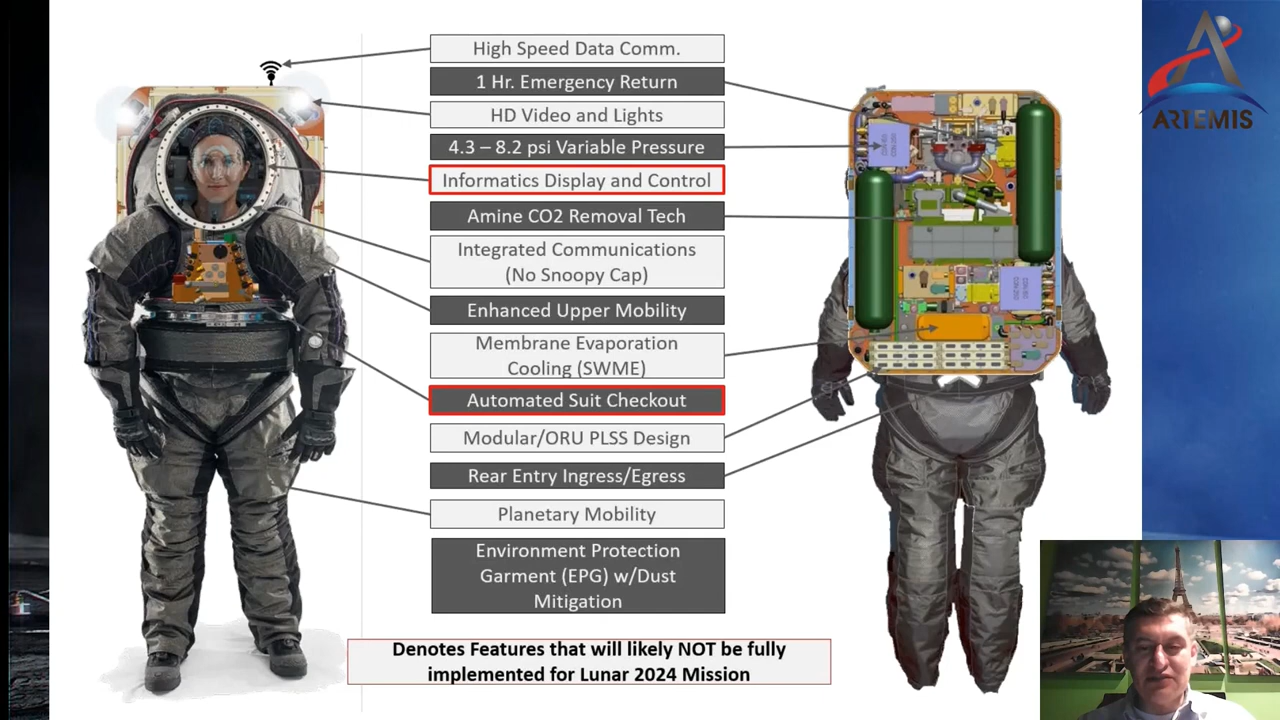 High Speed Data Comm.
1 Hr. Emergency Return
HD Video and Lights
4.3 – 8.2 psi Variable Pressure
Informatics Display and Control
Amine CO2 Removal Tech
Integrated Communications
(No Snoopy Cap)
Enhanced Upper Mobility
Membrane Evaporation
Cooling (SWME)
Automated Suit Checkout
Modular/ORU PLSS Design
Rear Entry Ingress/Egress
Planetary Mobility
Environment Protection
Garment (EPG) w/Dust
Mitigation
Denotes Features that will likely NOT be fully
implemented for Lunar 2024 Mission
ARTEMIS